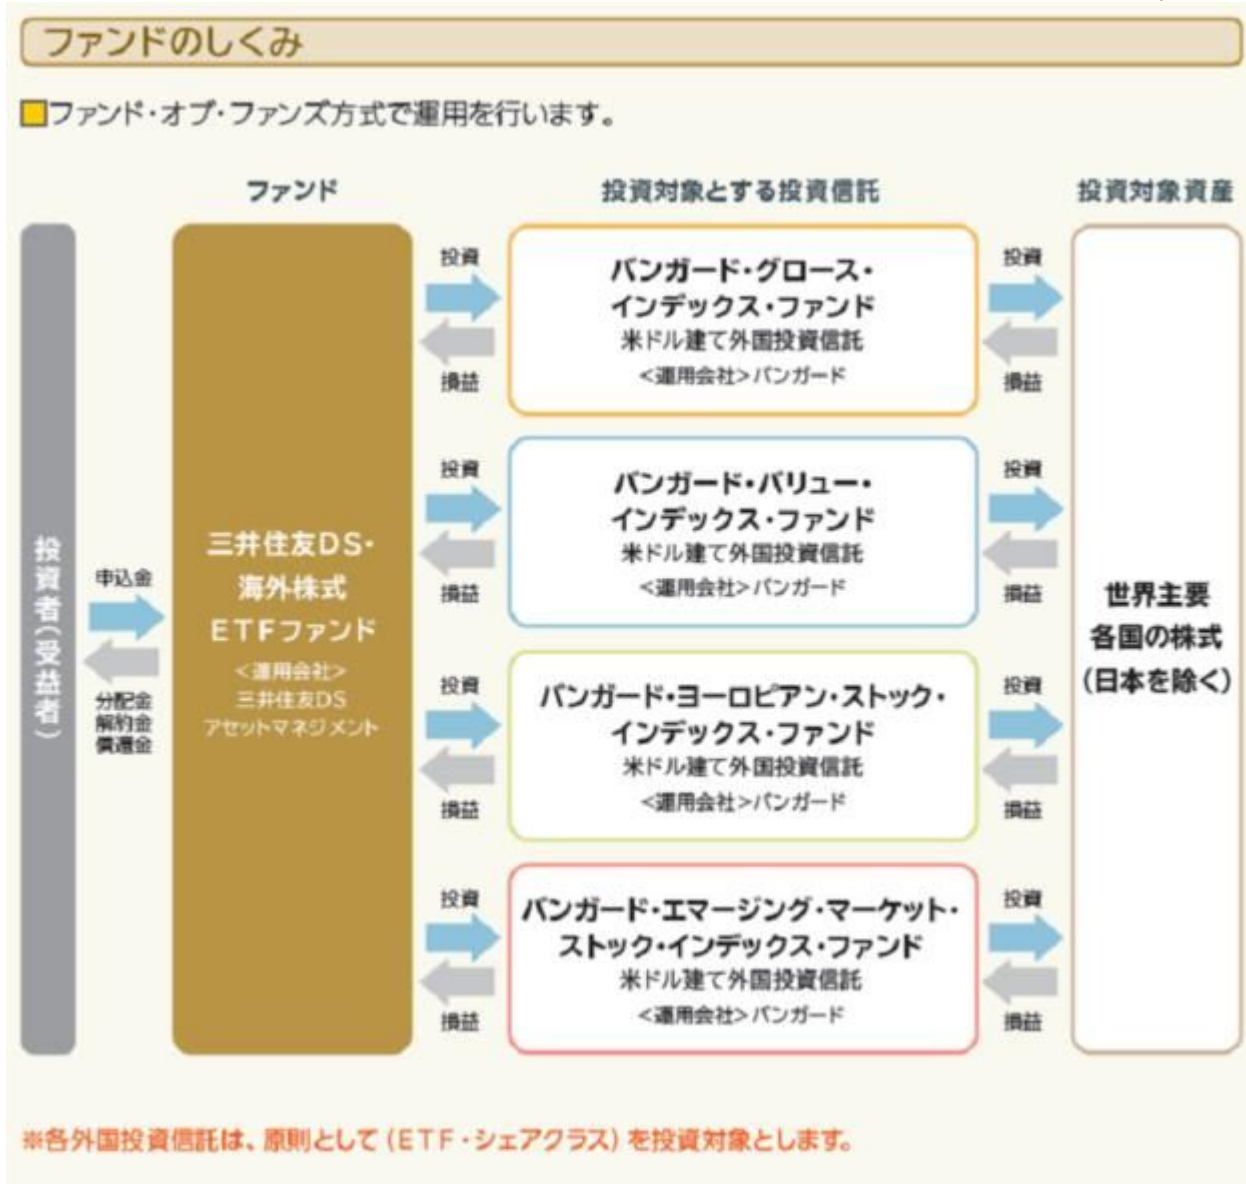 ファンドのしくみ
ファンド・オブ・ファンズ方式で運用を行います。
ファンド
投資対象とする投資信託
投資対象資産
投資者(受益者)
申込金
分配金
解約金
償還金
三井住友DS・
海外株式
ETFファンド
<運用会社>
三井住友DS
アセットマネジメント
投資
損益
バンガード・グロース・
インデックス・ファンド
米ドル建て外国投資信託
<運用会社>バンガード
投資
損益
投資
損益
バンガード・バリュー・
インデックス・ファンド
米ドル建て外国投資信託
<運用会社>バンガード
投資
損益
投資
損益
バンガード・ヨーロピアン・ストック・
インデックス・ファンド
米ドル建て外国投資信託
<運用会社>バンガード
投資
損益
投資
損益
バンガード・エマージング・マーケット・
ストック・インデックス・ファンド
米ドル建て外国投資信託
<運用会社>バンガード
投資
損益
世界主要
各国の株式
(日本を除く)
※各外国投資信託は、原則として(ETF・シェアクラス)を投資対象とします。